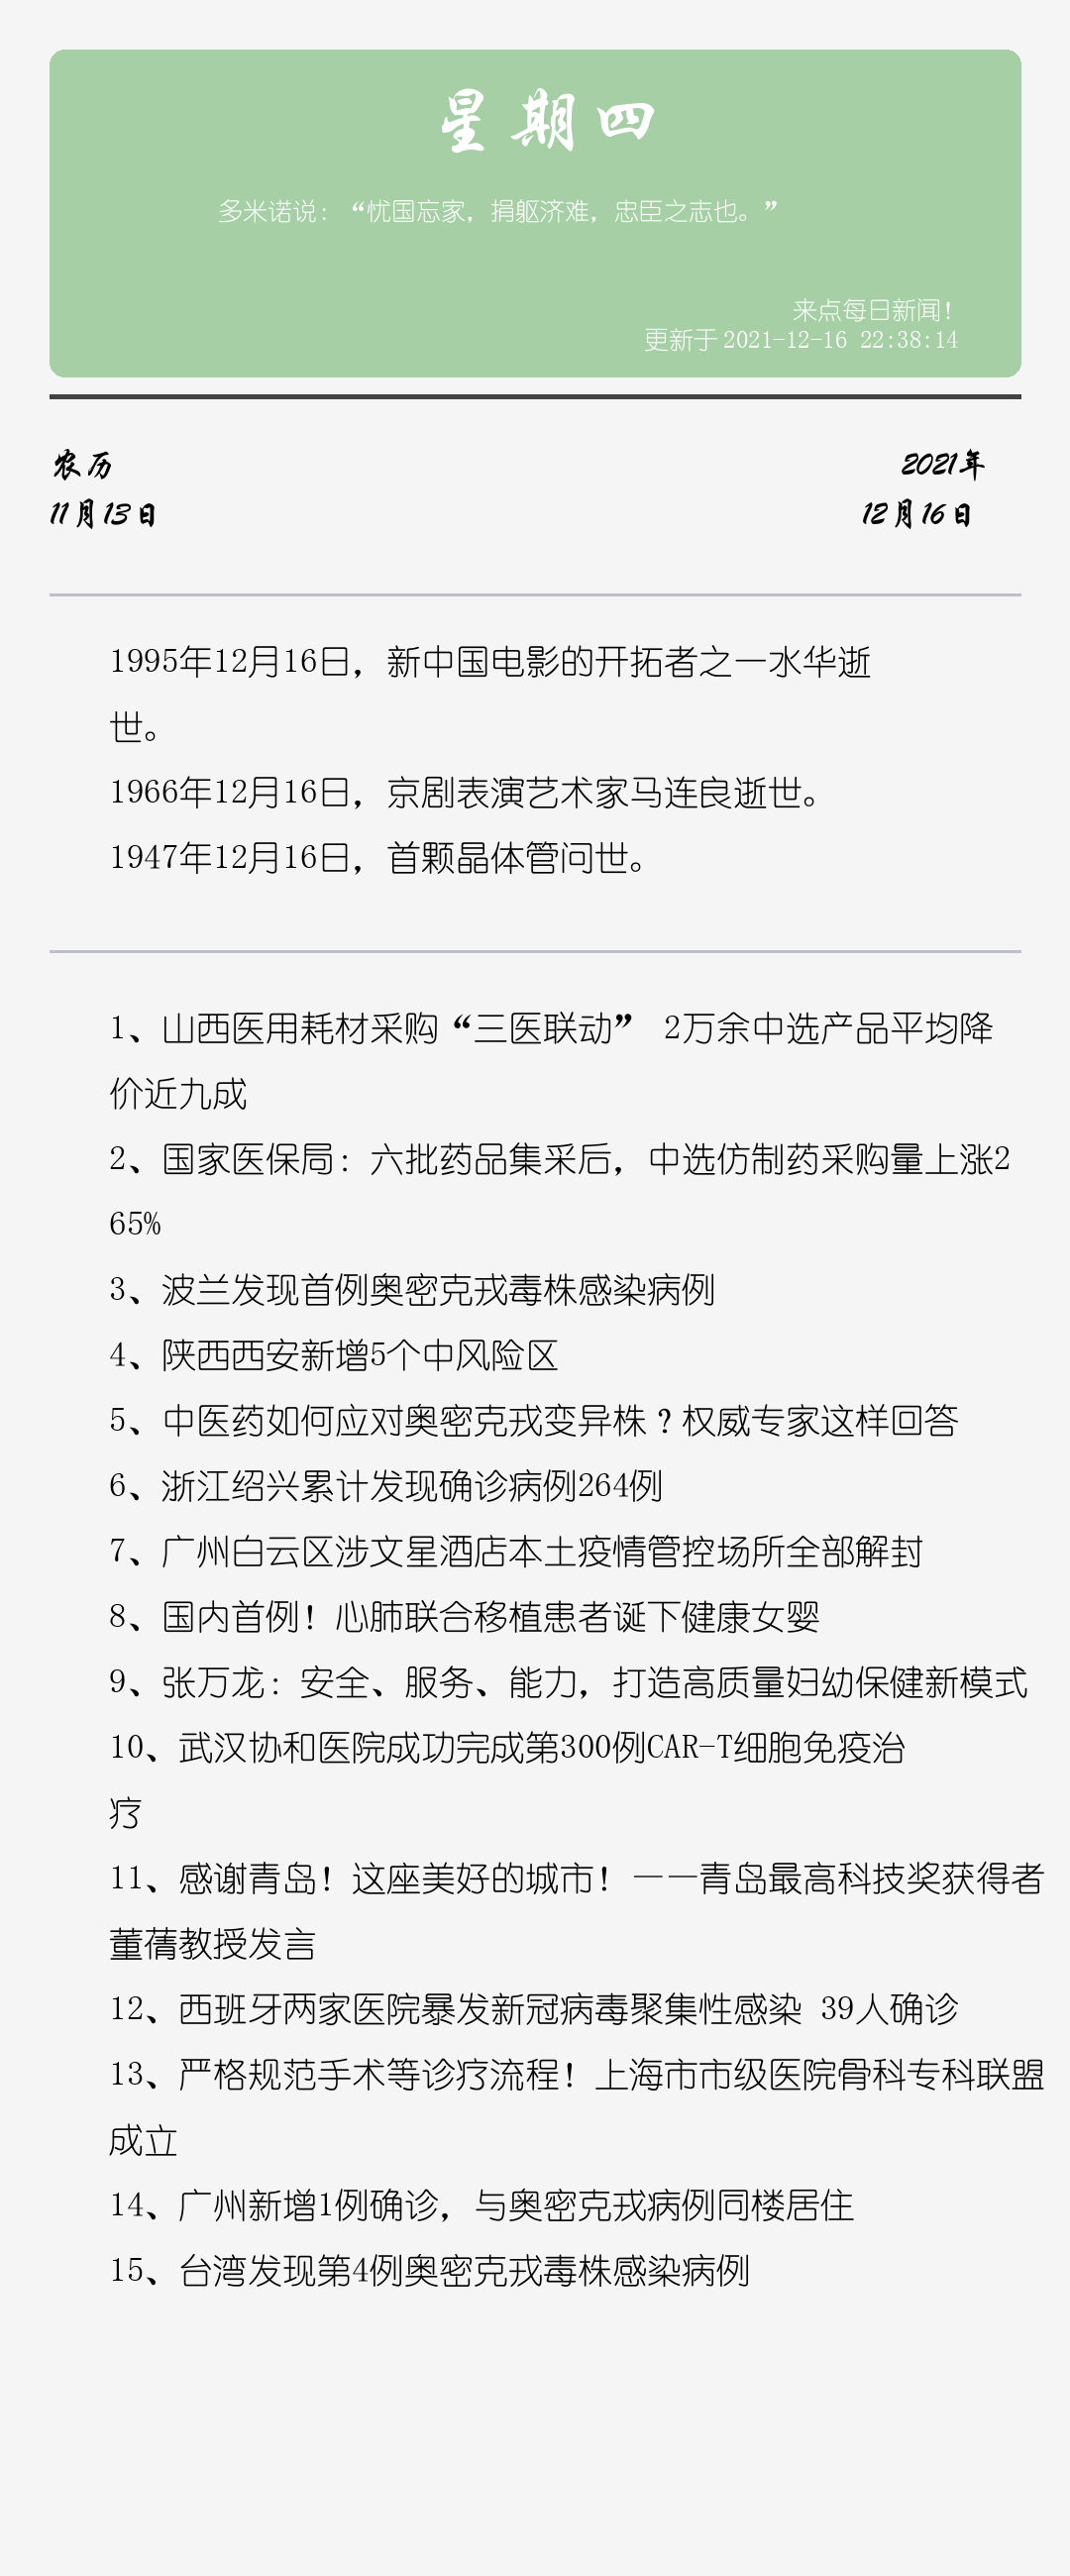 星期四
多米诺说：“忧国忘家，捐躯济难，忠臣之志也。”
来点每日新闻！
更新于2021-12-16 22:38:14
农历
2021年
11月13日
12月16日
1995年12月16日，新中国电影的开拓者之一水华逝
世。
1966年12月16日，京剧表演艺术家马连良逝世。
1947年12月16日，首颗晶体管问世。
1、山西医用耗材采购“三医联动” 2万余中选产品平均降
价近九成
2、国家医保局：六批药品集采后，中选仿制药采购量上涨2
65%
3、波兰发现首例奥密克戎毒株感染病例
4、陕西西安新增5个中风险区
5、中医药如何应对奥密克戎变异株？权威专家这样回答
6、浙江绍兴累计发现确诊病例264例
7、广州白云区涉文星酒店本土疫情管控场所全部解封
8、国内首例！心肺联合移植患者诞下健康女婴
9、张万龙：安全、服务、能力，打造高质量妇幼保健新模式
10、武汉协和医院成功完成第300例CAR-T细胞免疫治
疗
11、感谢青岛！这座美好的城市！——青岛最高科技奖获得者
董蒨教授发言
12、西班牙两家医院暴发新冠病毒聚集性感染 39人确诊
13、严格规范手术等诊疗流程！上海市市级医院骨科专科联盟
成立
14、广州新增1例确诊，与奥密克戎病例同楼居住
15、台湾发现第4例奥密克戎毒株感染病例